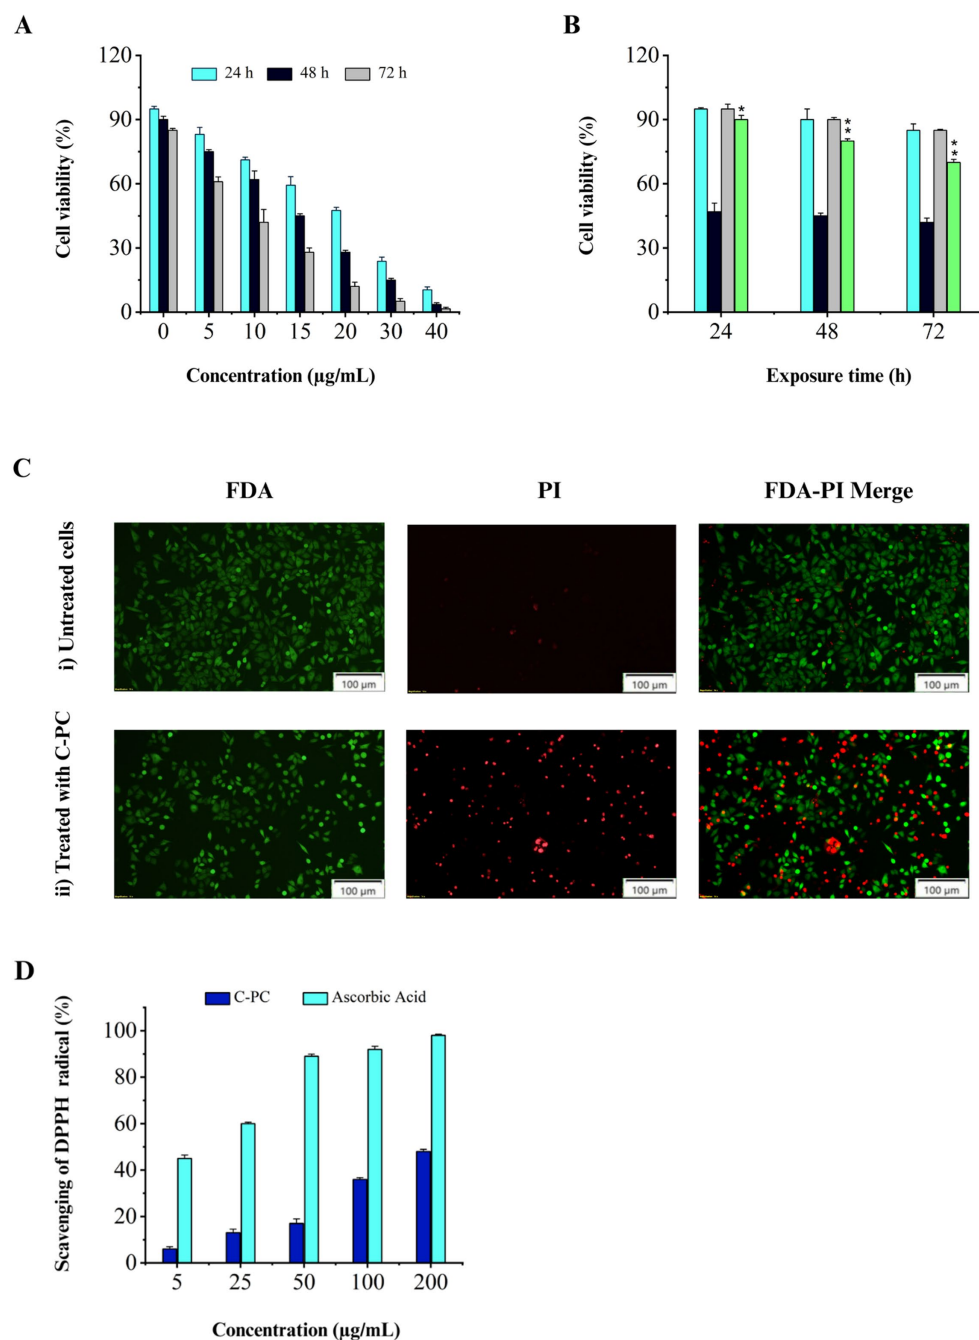 A
Cell viability (%)
120
90
60
30
0
24 h 48 h 72 h
0 5 10 15 20 30 40
Concentration (µg/mL)
B
Cell viability (%)
120
90
60
30
0
*
**
**
24 48 72
Exposure time (h)
C
FDA PI FDA-PI Merge
i) Untreated cells
100 µm 100 µm 100 µm
ii) Treated with C-PC
100 µm 100 µm 100 µm
D
C-PC Ascorbic Acid
Scavenging of DPPH radical (%)
100
80
60
40
20
0
5 25 50 100 200
Concentration (µg/mL)